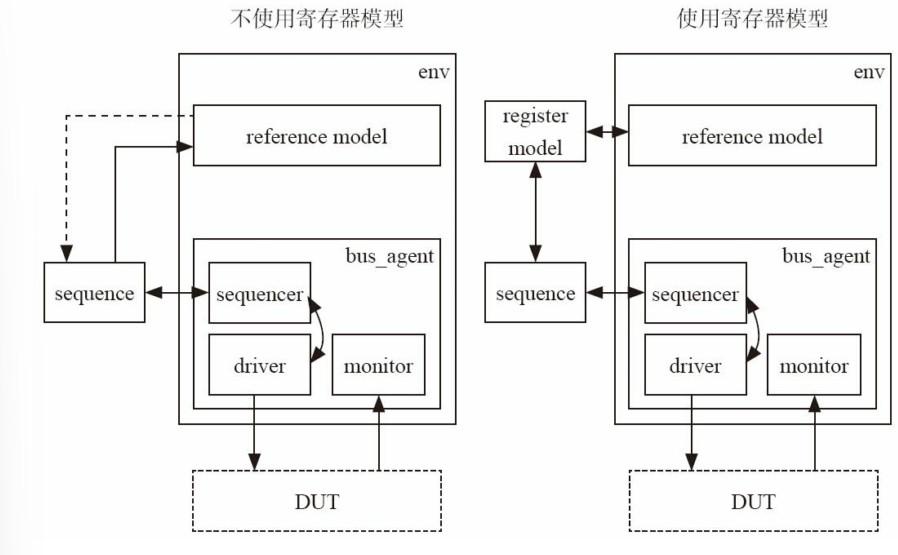 不使用寄存器模型
env
reference model
bus_agent
sequence
sequencer
driver
monitor
DUT
使用寄存器模型
env
register
model
reference model
bus_agent
sequence
sequencer
driver
monitor
DUT